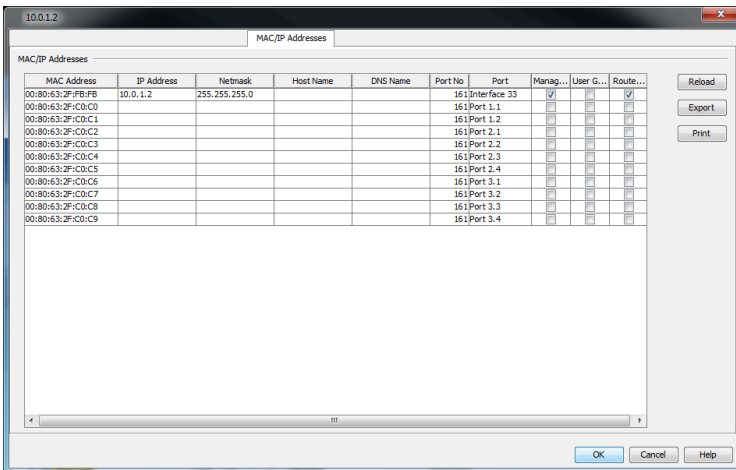 10.0.1.2
MAC/IP Addresses
MAC/IP Addresses
MAC Address IP Address Netmask Host Name DNS Name Port No Port Manag... User G... Route...
00:80:63:2F:FB:FB 10.0.1.2 255.255.255.0 161 Interface 33
00:80:63:2F:C0:C0 161 Port 1.1
00:80:63:2F:C0:C1 161 Port 1.2
00:80:63:2F:C0:C2 161 Port 2.1
00:80:63:2F:C0:C3 161 Port 2.2
00:80:63:2F:C0:C4 161 Port 2.3
00:80:63:2F:C0:C5 161 Port 2.4
00:80:63:2F:C0:C6 161 Port 3.1
00:80:63:2F:C0:C7 161 Port 3.2
00:80:63:2F:C0:C8 161 Port 3.3
00:80:63:2F:C0:C9 161 Port 3.4
Reload
Export
Print
OK Cancel Help